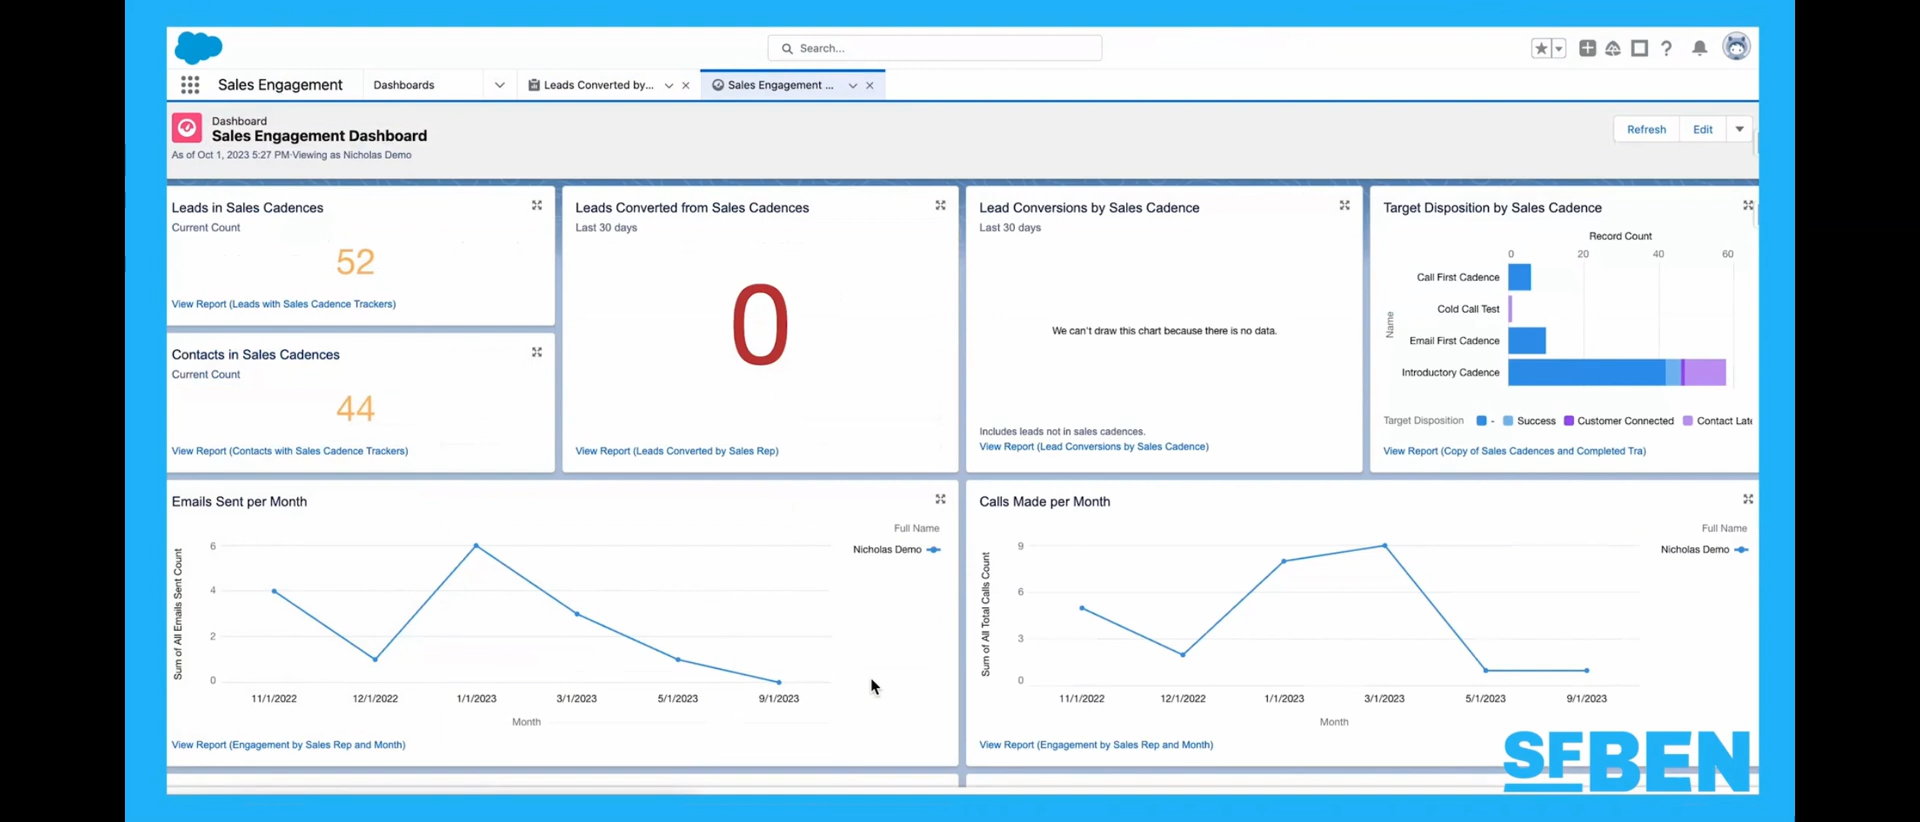 Search...
Sales Engagement
Dashboards
Leads Converted by...
Sales Engagement ...
Dashboard
Sales Engagement Dashboard
As of Oct 1, 2023 5:27 PM·Viewing as Nicholas Demo
Refresh
Edit
Leads in Sales Cadences
Current Count
52
View Report (Leads with Sales Cadence Trackers)
Contacts in Sales Cadences
Current Count
44
View Report (Contacts with Sales Cadence Trackers)
Leads Converted from Sales Cadences
Last 30 days
0
View Report (Leads Converted by Sales Rep)
Lead Conversions by Sales Cadence
Last 30 days
We can't draw this chart because there is no data.
Includes leads not in sales cadences.
View Report (Lead Conversions by Sales Cadence)
Target Disposition by Sales Cadence
Record Count
0 20 40 60
Name
Call First Cadence
Cold Call Test
Email First Cadence
Introductory Cadence
Target Disposition - Success Customer Connected Contact Late
View Report (Copy of Sales Cadences and Completed Tra)
Emails Sent per Month
Full Name
Nicholas Demo
Sum of All Emails Sent Count
6
4
2
0
11/1/2022 12/1/2022 1/1/2023 3/1/2023 5/1/2023 9/1/2023
Month
View Report (Engagement by Sales Rep and Month)
Calls Made per Month
Full Name
Nicholas Demo
Sum of All Total Calls Count
9
6
3
0
11/1/2022 12/1/2022 1/1/2023 3/1/2023 5/1/2023 9/1/2023
Month
View Report (Engagement by Sales Rep and Month)
SFBEN